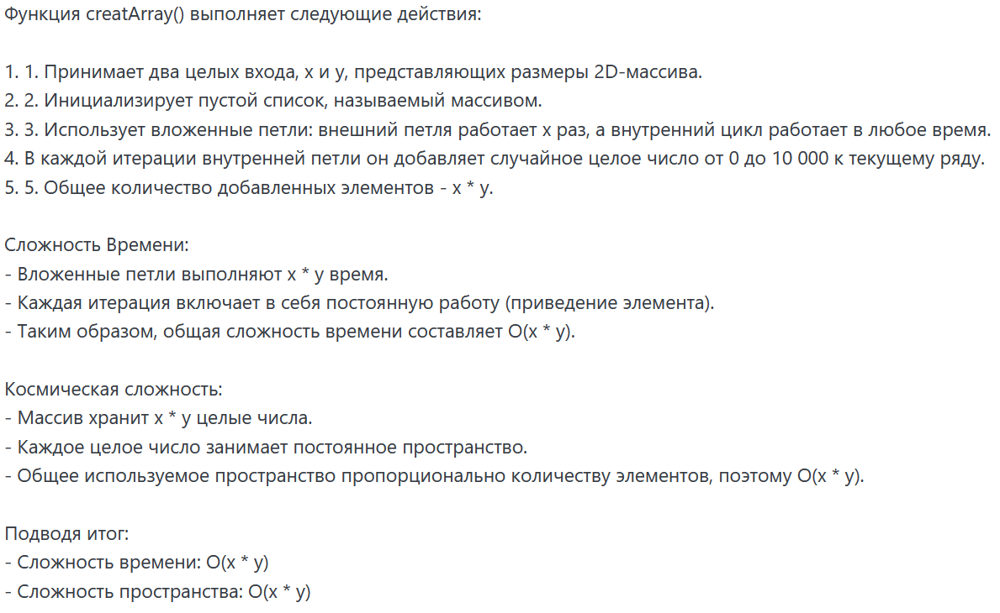 Функция creatArray() выполняет следующие действия:
1. 1. Принимает два целых входа, x и y, представляющих размеры 2D-массива.
2. 2. Инициализирует пустой список, называемый массивом.
3. 3. Использует вложенные петли: внешний петля работает x раз, а внутренний цикл работает в любое время.
4. В каждой итерации внутренней петли он добавляет случайное целое число от 0 до 10 000 к текущему ряду.
5. 5. Общее количество добавленных элементов - x * y.
Сложность Времени:
- Вложенные петли выполняют x * y время.
- Каждая итерация включает в себя постоянную работу (приведение элемента).
- Таким образом, общая сложность времени составляет O(x * y).
Космическая сложность:
- Массив хранит x * y целые числа.
- Каждое целое число занимает постоянное пространство.
- Общее используемое пространство пропорционально количеству элементов, поэтому O(x * y).
Подводя итог:
- Сложность времени: O(x * y)
- Сложность пространства: O(x * y)